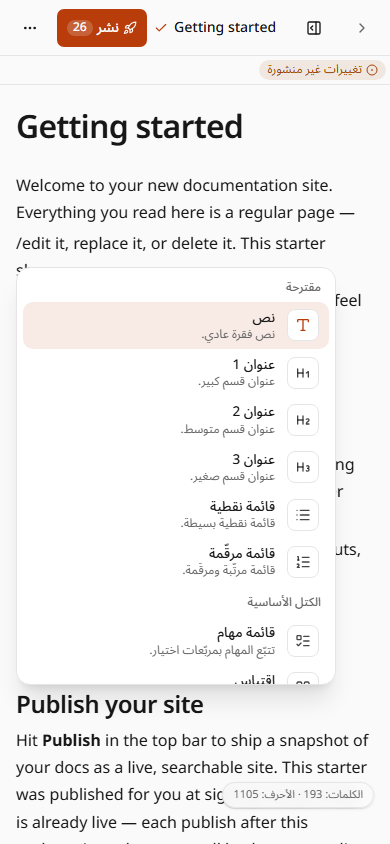 نشر 26
Getting started
تغييرات غير منشورة
Getting started
Welcome to your new documentation site.
Everything you read here is a regular page —
/edit it, replace it, or delete it. This starter
feel
مقترحة
نص
نص فقرة عادي.
H1
عنوان 1
عنوان قسم كبير.
H2
عنوان 2
عنوان قسم متوسط.
H3
عنوان 3
عنوان قسم صغير.
قائمة نقطية
قائمة نقطية بسيطة.
قائمة مرقّمة
قائمة مرتّبة ومرقّمة.
الكتل الأساسية
قائمة مهام
تتبّع المهام بمربّعات اختيار.
اقتباس
ng
r
uts,
Publish your site
Hit Publish in the top bar to ship a snapshot of
your docs as a live, searchable site. This starter
was published for you at
الكلمات: 193 · الأحرف: 1105
is already live — each publish after this